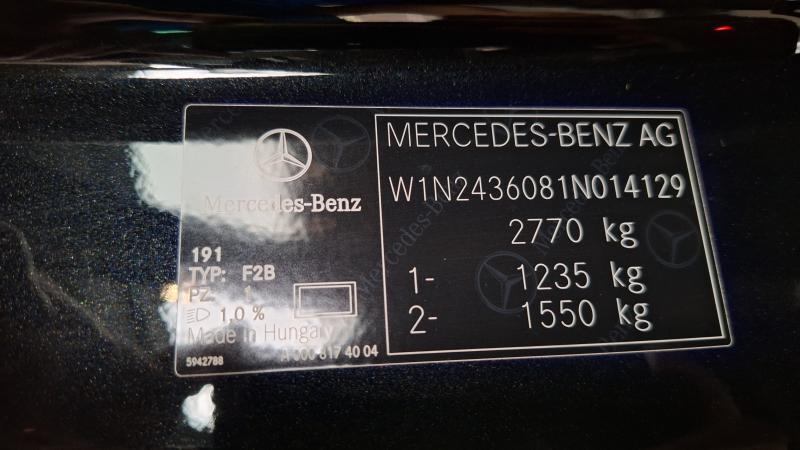 Mercedes-Benz
191
TYP: F2B
PZ. 1
1,0 %
Made in Hungary
5942788
A 000 817 40 04
MERCEDES-BENZ AG
W1N2436081N014129
2770 kg
1- 1235 kg
2- 1550 kg